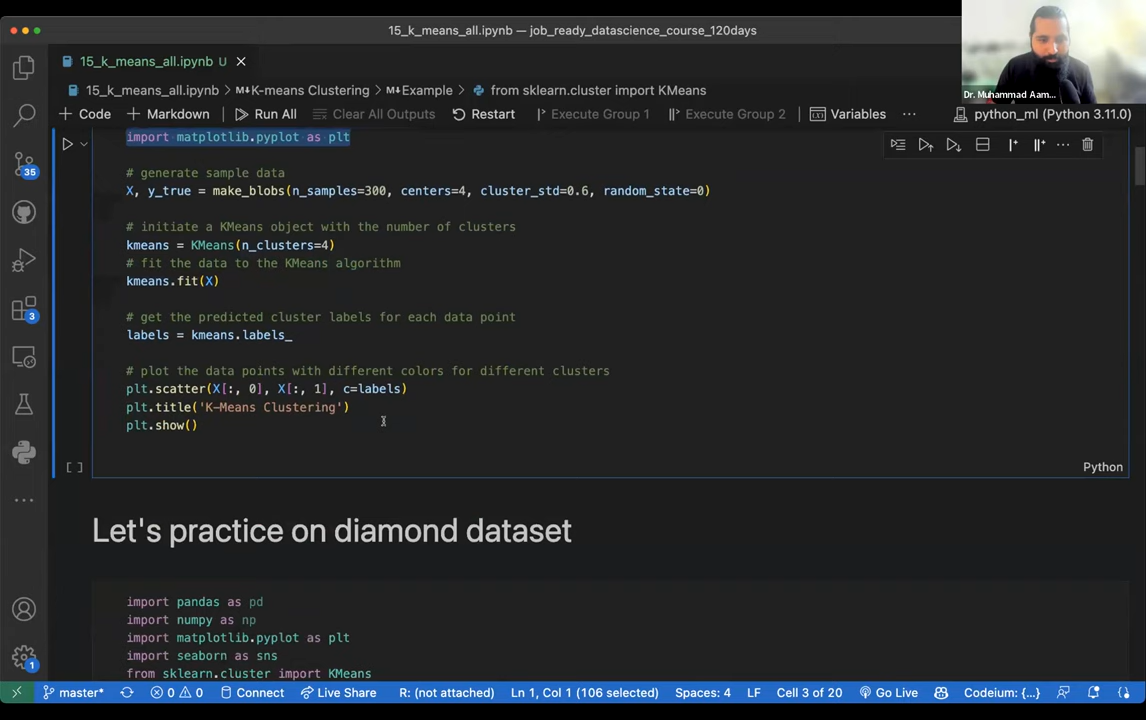 15_k_means_all.ipynb — job_ready_datascience_course_120days
15_k_means_all.ipynb U
15_k_means_all.ipynb > M↓K-means Clustering > M↓Example > from sklearn.cluster import KMeans
Dr. Muhammad Aam...
+ Code + Markdown Run All Clear All Outputs Restart Execute Group 1 Execute Group 2 Variables ... python_ml (Python 3.11.0)
import matplotlib.pyplot as plt
# generate sample data
X, y_true = make_blobs(n_samples=300, centers=4, cluster_std=0.6, random_state=0)
# initiate a KMeans object with the number of clusters
kmeans = KMeans(n_clusters=4)
# fit the data to the KMeans algorithm
kmeans.fit(X)
# get the predicted cluster labels for each data point
labels = kmeans.labels_
# plot the data points with different colors for different clusters
plt.scatter(X[:, 0], X[:, 1], c=labels)
plt.title('K-Means Clustering')
plt.show()
[ ] Python
Let's practice on diamond dataset
import pandas as pd
import numpy as np
import matplotlib.pyplot as plt
import seaborn as sns
from sklearn.cluster import KMeans
35
3
1
master* 0 0 Connect Live Share R: (not attached) Ln 1, Col 1 (106 selected) Spaces: 4 LF Cell 3 of 20 Go Live Codeium: {...}